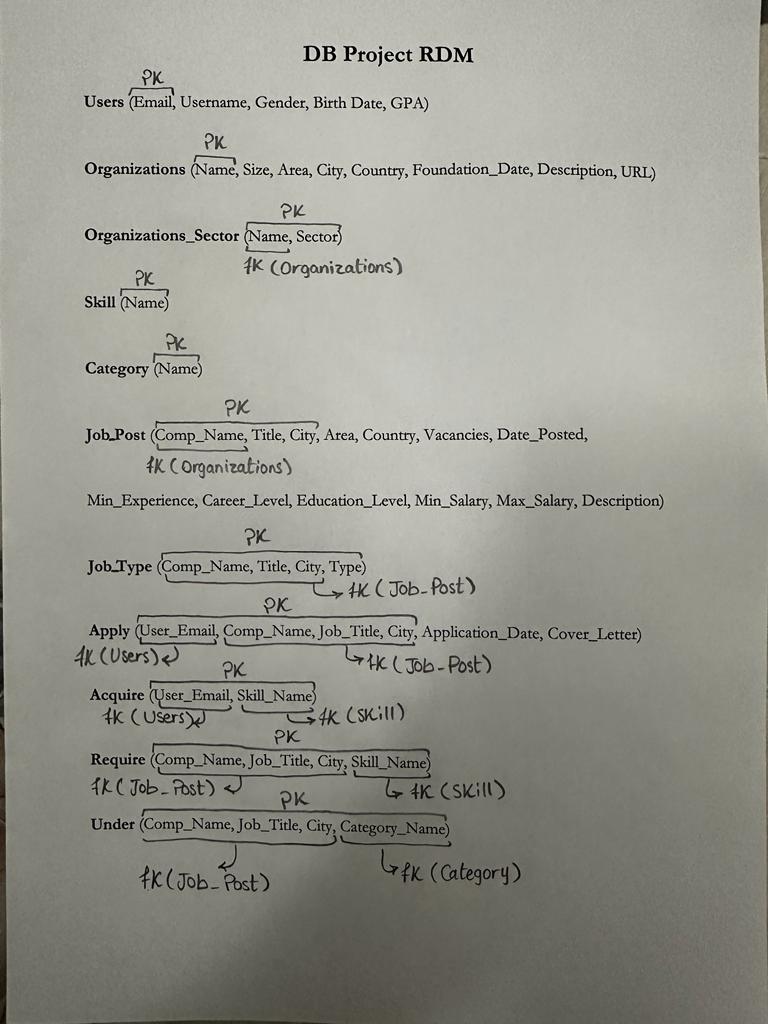 DB Project RDM
PK
Users (Email, Username, Gender, Birth Date, GPA)
PK
Organizations (Name, Size, Area, City, Country, Foundation_Date, Description, URL)
PK
Organizations_Sector (Name, Sector)
fK (Organizations)
PK
Skill (Name)
PK
Category (Name)
PK
Job_Post (Comp_Name, Title, City, Area, Country, Vacancies, Date_Posted,
fK (Organizations)
Min_Experience, Career_Level, Education_Level, Min_Salary, Max_Salary, Description)
PK
Job_Type (Comp_Name, Title, City, Type)
fK (Job_Post)
PK
Apply (User_Email, Comp_Name, Job_Title, City, Application_Date, Cover_Letter)
fK (Users) fK (Job_Post)
PK
Acquire (User_Email, Skill_Name)
fK (Users) fK (Skill)
PK
Require (Comp_Name, Job_Title, City, Skill_Name)
fK (Job_Post) fK (Skill)
PK
Under (Comp_Name, Job_Title, City, Category_Name)
fK (Job_Post) fK (Category)